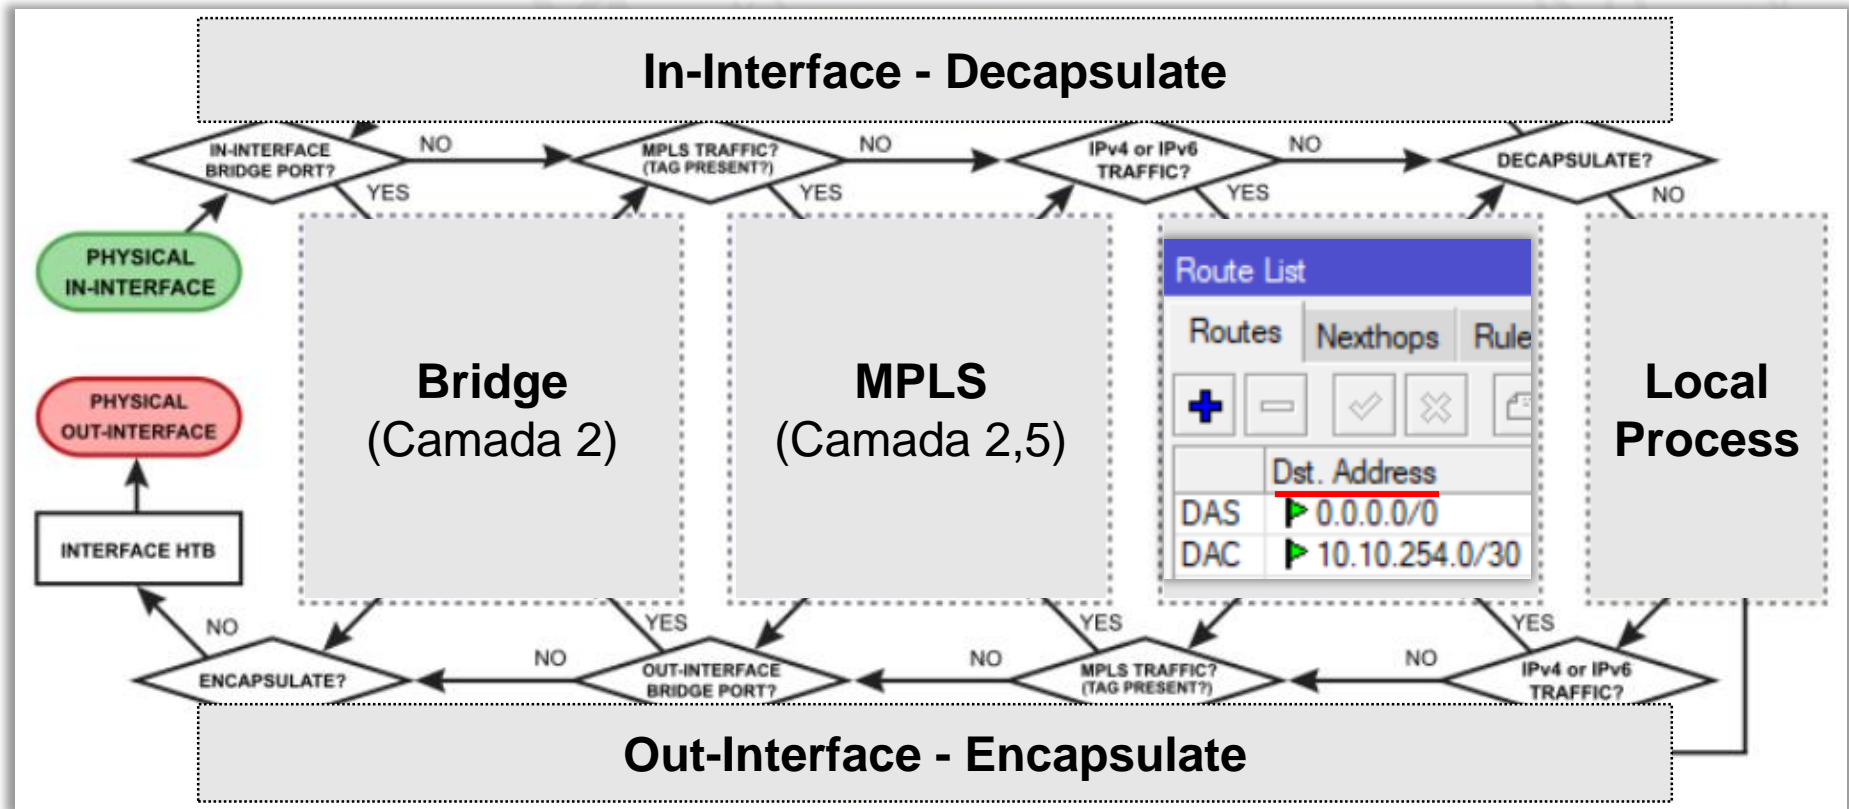 In-Interface - Decapsulate
IN-INTERFACE
BRIDGE PORT?
NO
YES
MPLS TRAFFIC?
(TAG PRESENT?)
NO
YES
IPv4 or IPv6
TRAFFIC?
NO
YES
DECAPSULATE?
NO
PHYSICAL
IN-INTERFACE
PHYSICAL
OUT-INTERFACE
INTERFACE HTB
Bridge
(Camada 2)
MPLS
(Camada 2,5)
Route List
Routes Nexthops Rule
Dst. Address
DAS 0.0.0.0/0
DAC 10.10.254.0/30
Local
Process
NO
ENCAPSULATE?
NO
YES
OUT-INTERFACE
BRIDGE PORT?
NO
YES
MPLS TRAFFIC?
(TAG PRESENT?)
NO
YES
IPv4 or IPv6
TRAFFIC?
Out-Interface - Encapsulate